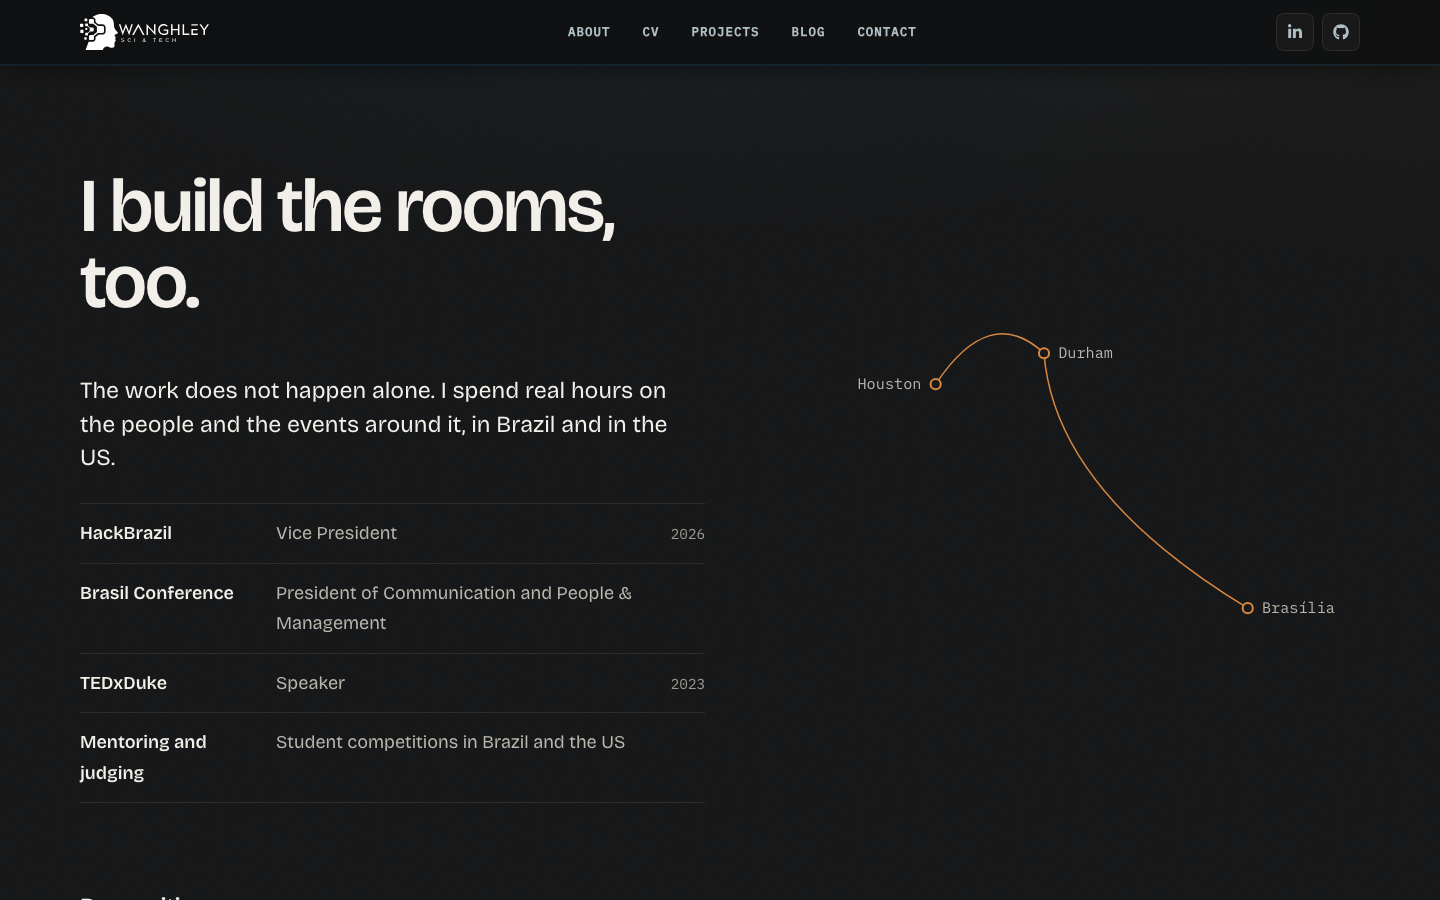 WANGHLEY
SCI & TECH
ABOUT
CV
PROJECTS
BLOG
CONTACT
I build the rooms,
too.
The work does not happen alone. I spend real hours on
the people and the events around it, in Brazil and in the
US.
HackBrazil
Vice President
2026
Brasil Conference
President of Communication and People &
Management
TEDxDuke
Speaker
2023
Mentoring and
judging
Student competitions in Brazil and the US
Houston
Durham
Brasília